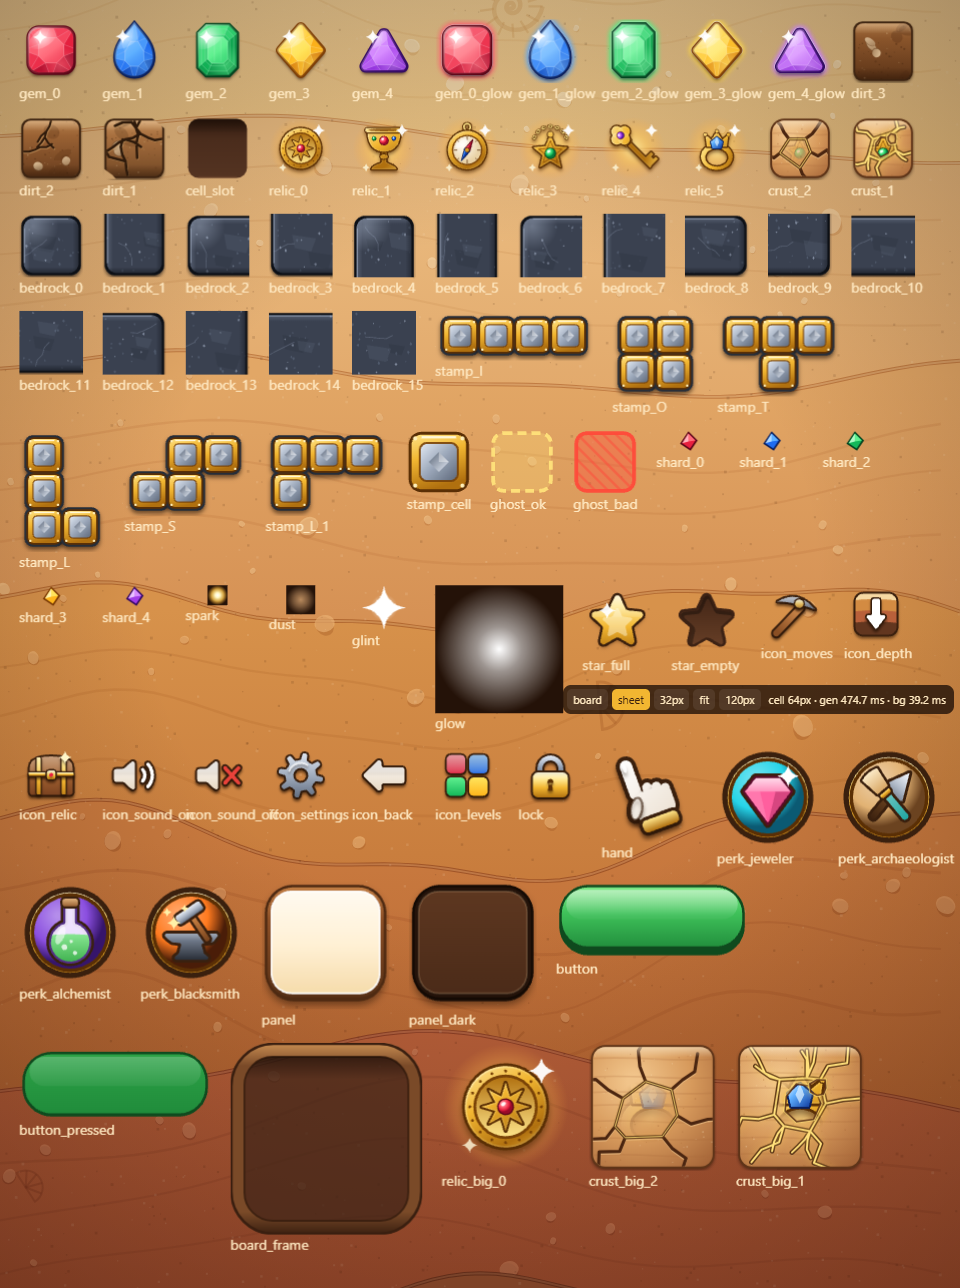 gem_0 gem_1 gem_2 gem_3 gem_4 gem_0_glow gem_1_glow gem_2_glow gem_3_glow gem_4_glow dirt_3
dirt_2 dirt_1 cell_slot relic_0 relic_1 relic_2 relic_3 relic_4 relic_5 crust_2 crust_1
bedrock_0 bedrock_1 bedrock_2 bedrock_3 bedrock_4 bedrock_5 bedrock_6 bedrock_7 bedrock_8 bedrock_9 bedrock_10
bedrock_11 bedrock_12 bedrock_13 bedrock_14 bedrock_15 stamp_I stamp_O stamp_T
stamp_L stamp_S stamp_L_1 stamp_cell ghost_ok ghost_bad shard_0 shard_1 shard_2
shard_3 shard_4 spark dust glint glow star_full star_empty icon_moves icon_depth
board sheet 32px fit 120px cell 64px · gen 474.7 ms · bg 39.2 ms
icon_relic icon_sound_on icon_sound_off icon_settings icon_back icon_levels lock hand perk_jeweler perk_archaeologist
perk_alchemist perk_blacksmith panel panel_dark button
button_pressed board_frame relic_big_0 crust_big_2 crust_big_1